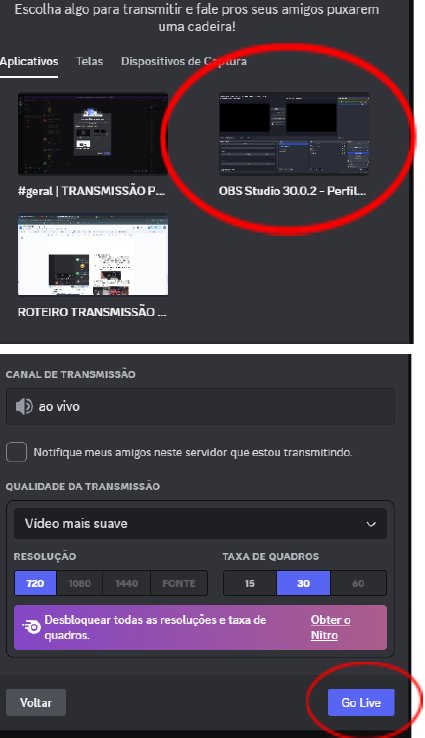 Escolha algo para transmitir e fale pros seus amigos puxarem
uma cadeira!
Aplicativos Telas Dispositivos de Captura
#geral | TRANSMISSÃO P...
OBS Studio 30.0.2 - Perfil...
ROTEIRO TRANSMISSÃO ...
CANAL DE TRANSMISSÃO
ao vivo
Notifique meus amigos neste servidor que estou transmitindo.
QUALIDADE DA TRANSMISSÃO
Vídeo mais suave
RESOLUÇÃO TAXA DE QUADROS
720 1080 1440 FONTE 15 30 60
Desbloquear todas as resoluções e taxa de
quadros.
Obter o
Nitro
Voltar Go Live